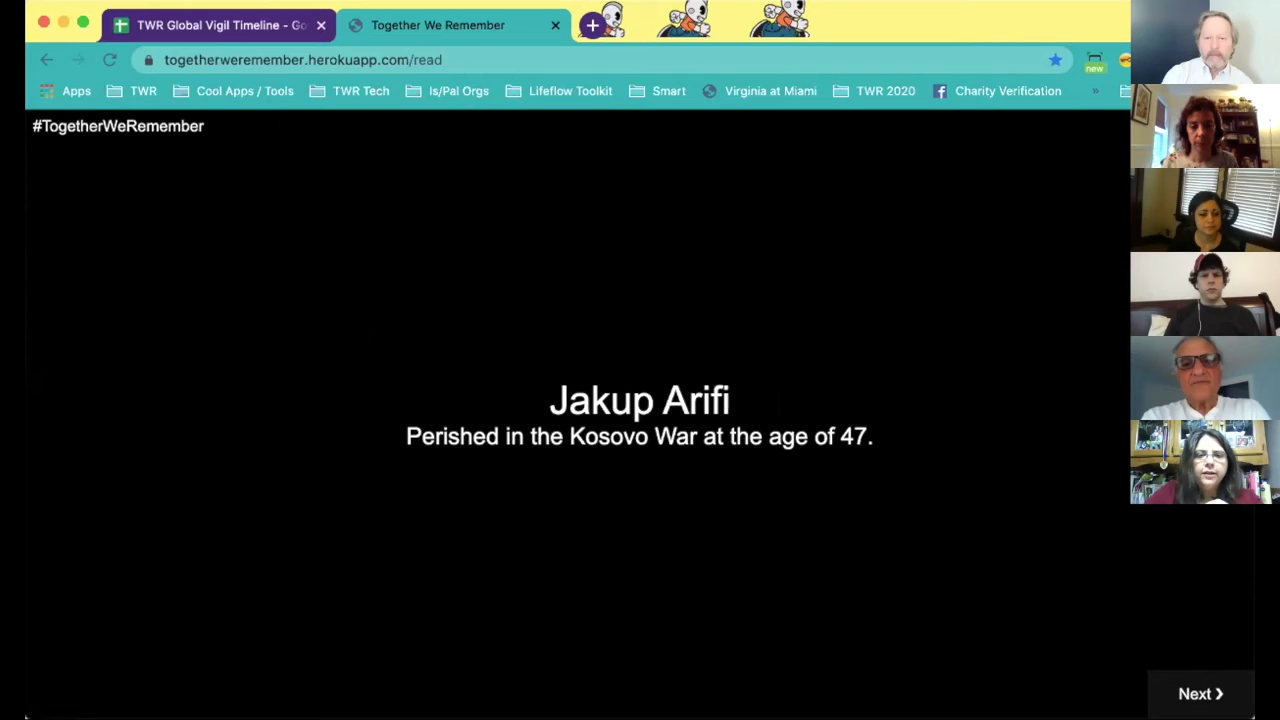 TWR Global Vigil Timeline - Go
Together We Remember
togetherweremember.herokuapp.com/read
new
Apps
TWR
Cool Apps / Tools
TWR Tech
Is/Pal Orgs
Lifeflow Toolkit
Smart
Virginia at Miami
TWR 2020
Charity Verification
»
#TogetherWeRemember
Jakup Arifi
Perished in the Kosovo War at the age of 47.
Next ❯